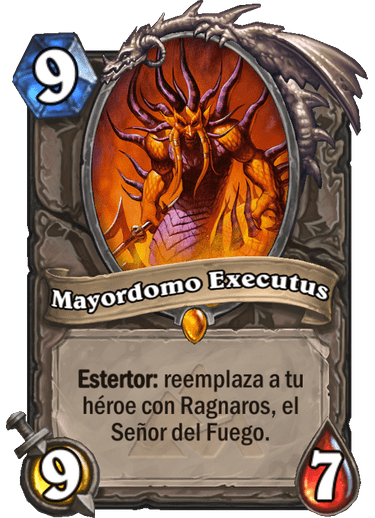 9
Mayordomo Executus
Estertor: reemplaza a tu
héroe con Ragnaros, el
Señor del Fuego.
9
7